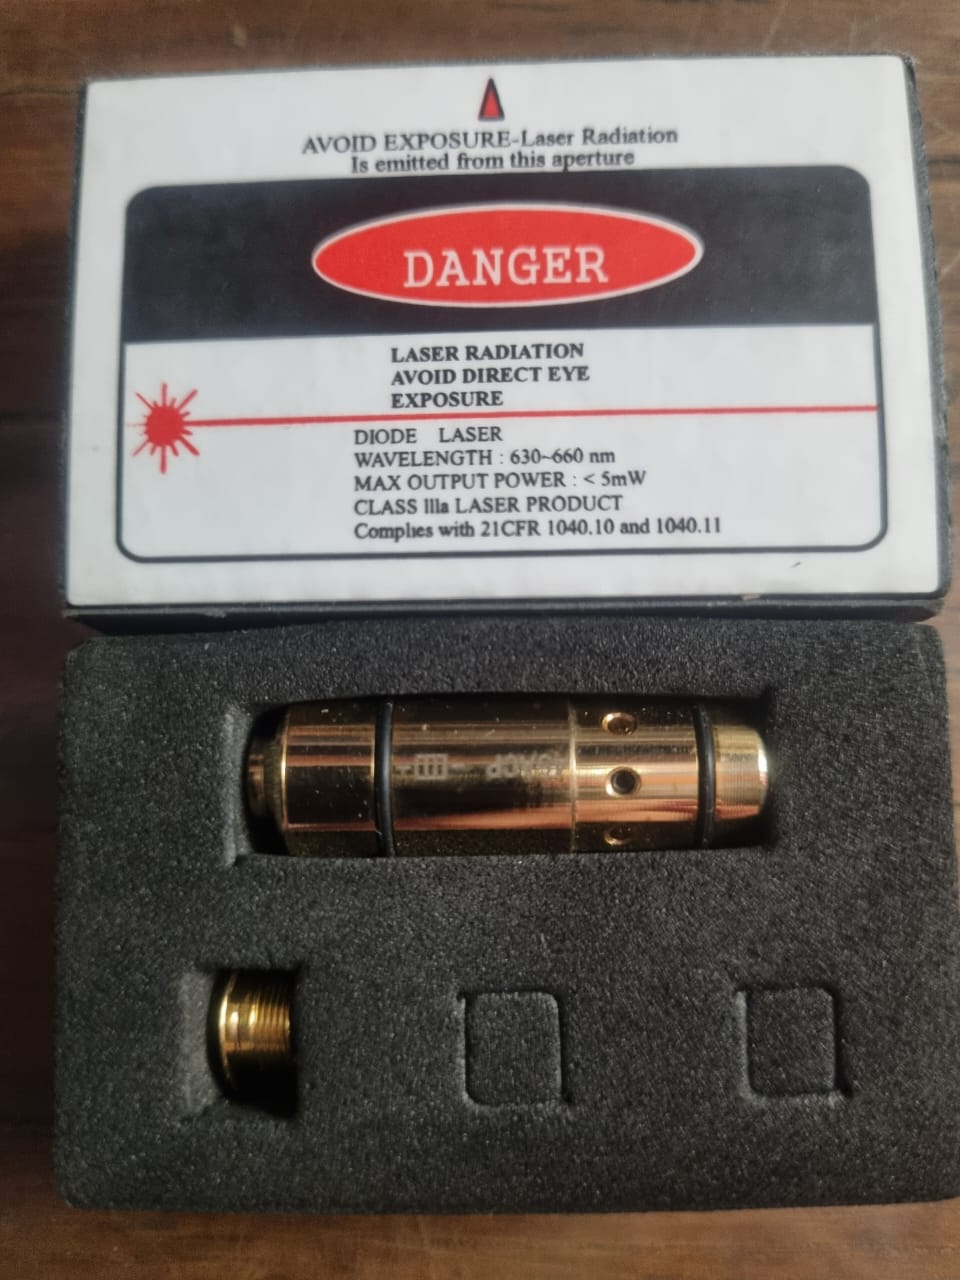 AVOID EXPOSURE-Laser Radiation
Is emitted from this aperture
DANGER
LASER RADIATION
AVOID DIRECT EYE
EXPOSURE
DIODE LASER
WAVELENGTH : 630~660 nm
MAX OUTPUT POWER : < 5mW
CLASS IIIa LASER PRODUCT
Complies with 21CFR 1040.10 and 1040.11